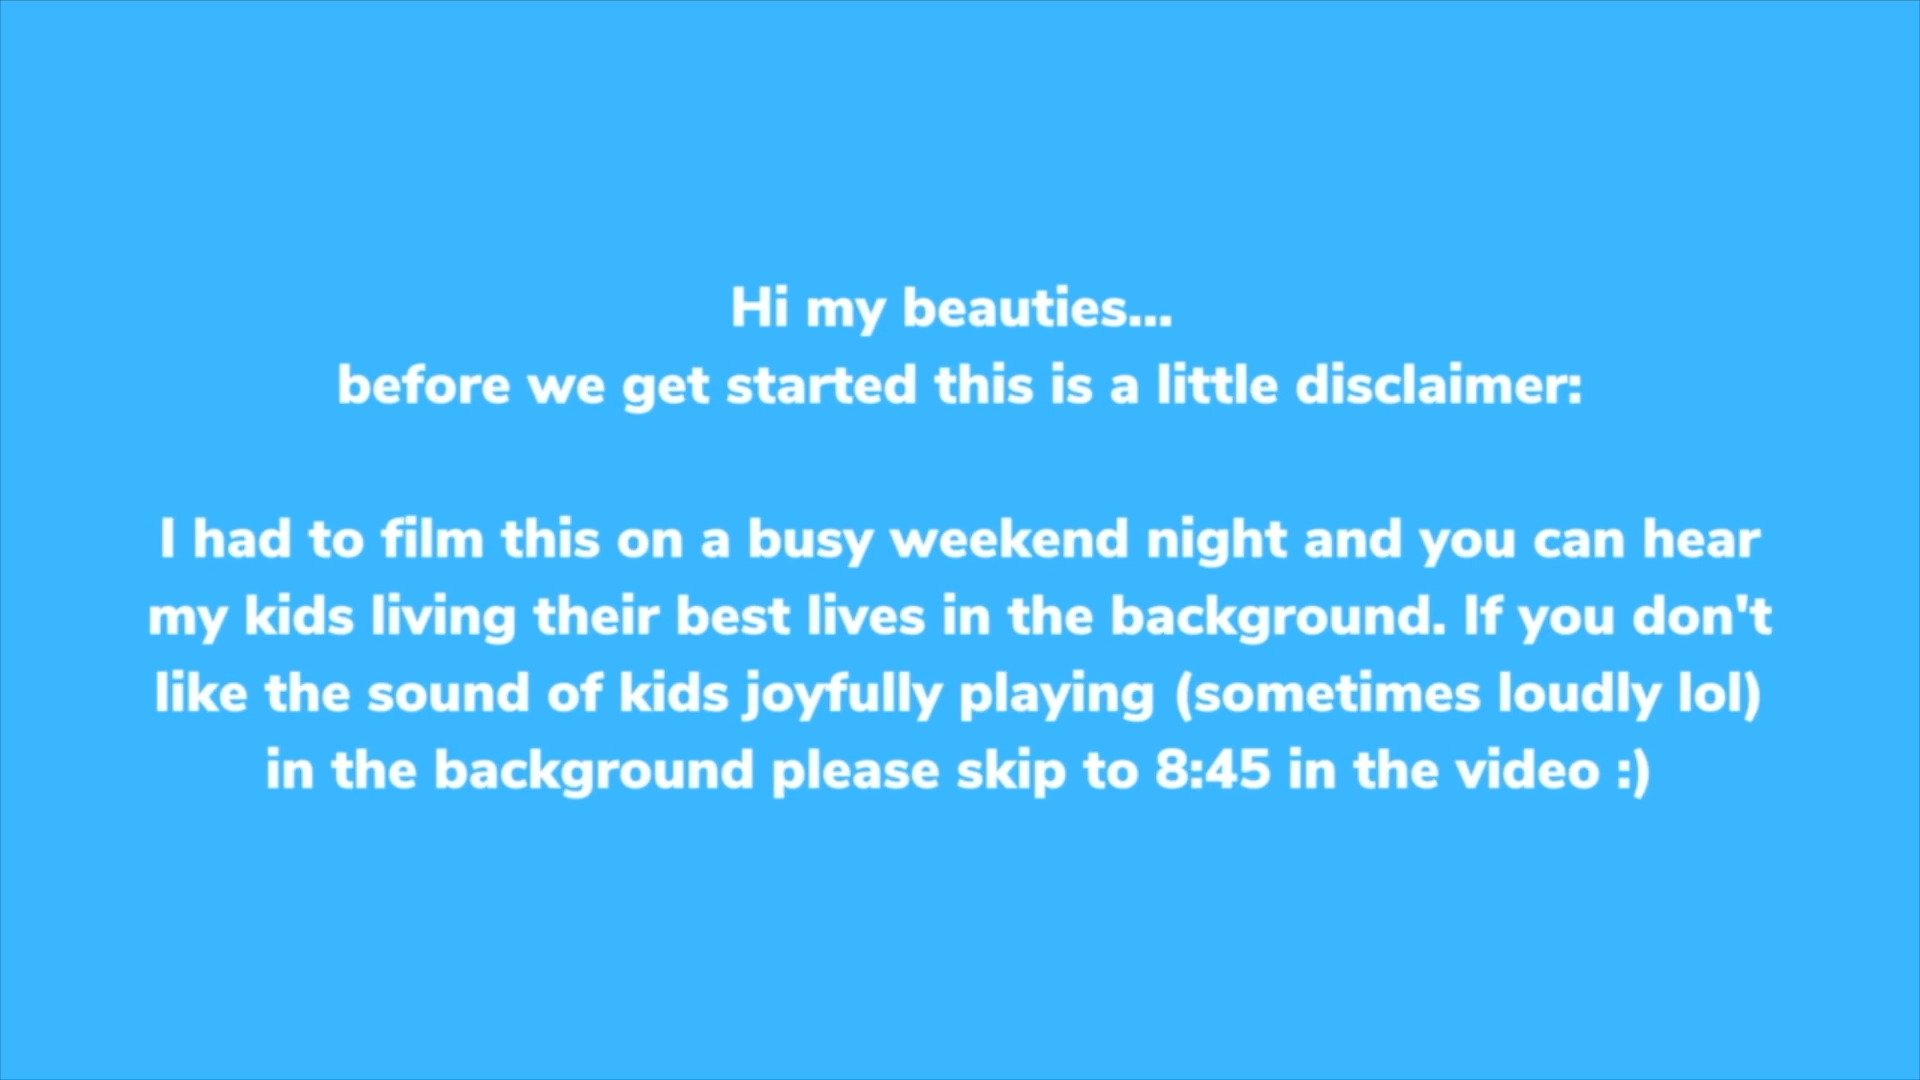 Hi my beauties...
before we get started this is a little disclaimer:
I had to film this on a busy weekend night and you can hear
my kids living their best lives in the background. If you don't
like the sound of kids joyfully playing (sometimes loudly lol)
in the background please skip to 8:45 in the video :)